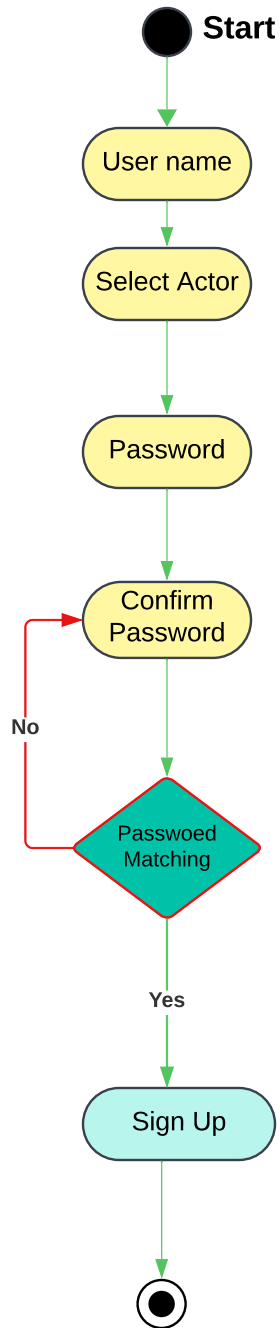 Start
User name
Select Actor
Password
Confirm
Password
No
Passwoed
Matching
Yes
Sign Up